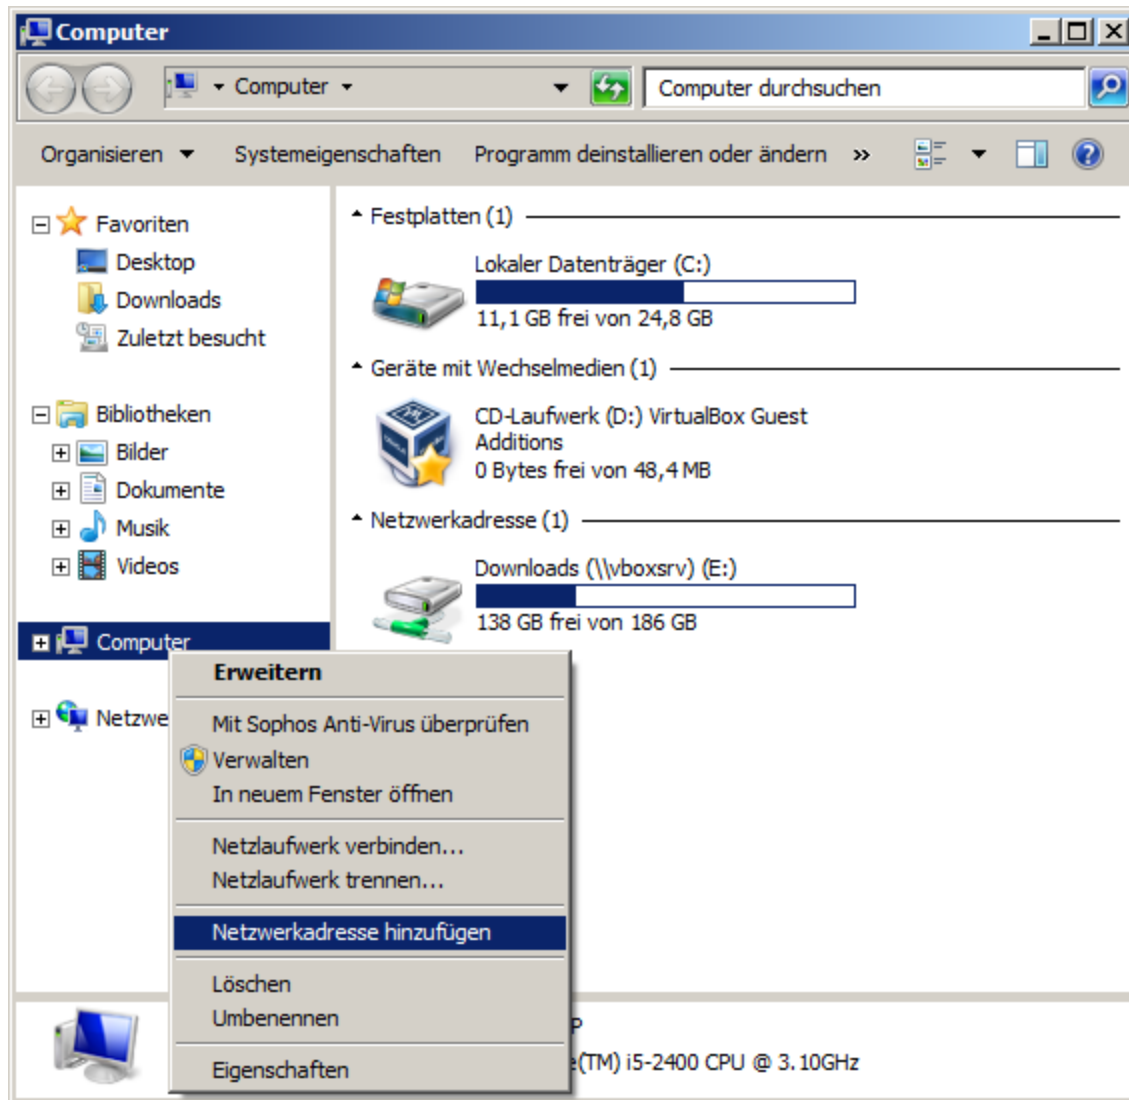 Computer
Computer
Computer durchsuchen
Organisieren
Systemeigenschaften
Programm deinstallieren oder ändern
»
Favoriten
Desktop
Downloads
Zuletzt besucht
Bibliotheken
Bilder
Dokumente
Musik
Videos
Computer
Netzwe
Festplatten (1)
Lokaler Datenträger (C:)
11,1 GB frei von 24,8 GB
Geräte mit Wechselmedien (1)
CD-Laufwerk (D:) VirtualBox Guest
Additions
0 Bytes frei von 48,4 MB
Netzwerkadresse (1)
Downloads (\\vboxsrv) (E:)
138 GB frei von 186 GB
Erweitern
Mit Sophos Anti-Virus überprüfen
Verwalten
In neuem Fenster öffnen
Netzlaufwerk verbinden...
Netzlaufwerk trennen...
Netzwerkadresse hinzufügen
Löschen
Umbenennen
Eigenschaften
P
(TM) i5-2400 CPU @ 3.10GHz